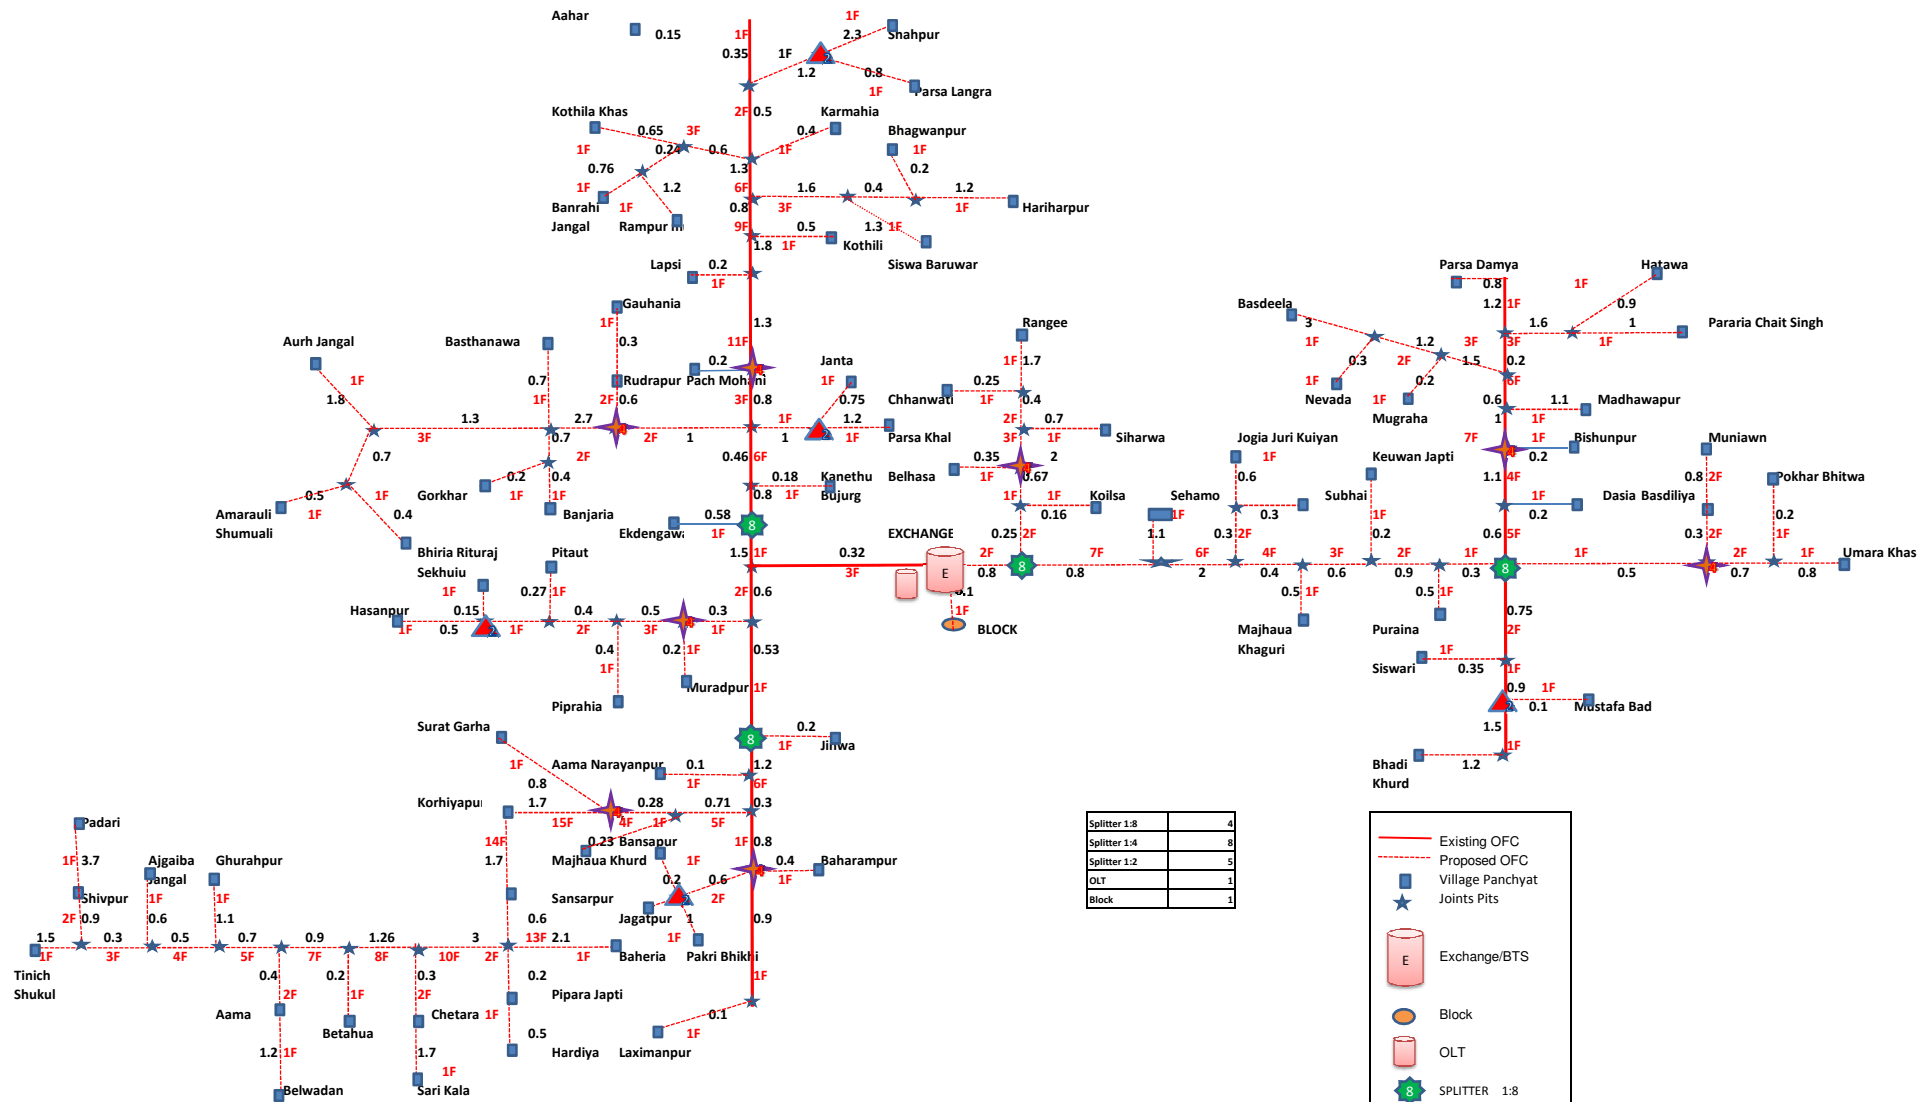 Aahar
0.15
1F
0.35
1F
1.2
1F
2.3
Shahpur
0.8
1F
Parsa Langra
2F
0.5
Kothila Khas
0.65
3F
1F
0.24
0.6
Karmahia
0.4
1F
1.3
Bhagwanpur
1F
0.2
0.76
1F
1.2
1F
Banrahi
Jangal
Rampur
6F
1.6
0.4
1.2
0.8
3F
1F
Hariharpur
9F
0.5
1.8
1F
Kothili
1.3
1F
Siswa Baruwar
Lapsi
0.2
1F
Gauhania
1F
0.3
1.3
11F
Aurh Jangal
1F
1.8
Basthanawa
0.7
1F
Rudrapur
2F
0.6
0.2
Pach Mohani
4
Janta
1F
0.75
3F
0.8
1F
1.2
1
1F
Parsa Khal
1.3
3F
2.7
0.7
4
2F
1
2
0.46
6F
0.7
2F
0.2
0.4
Gorkhar
1F
1F
Banjaria
0.5
1F
1F
0.4
Amarauli
Shumuali
0.18
1F
Kanethu
Bujurg
0.8
0.58
Ekdengawa
1F
8
1.5
1F
0.32
3F
EXCHANGE
E
0.1
1F
BLOCK
Rangee
1F
1.7
0.25
Chhanwati
1F
0.4
2F
0.7
3F
1F
Siharwa
2
Belhasa
0.35
1F
4
0.67
1F
1F
0.16
Koilsa
0.25
2F
2F
0.8
8
7F
0.8
Sehamo
1F
1.1
6F
2
Jogia Juri Kuiyan
1F
0.6
0.3
0.3
2F
4F
0.4
Subhai
3F
0.6
Keuwan Japti
1F
0.2
2F
0.9
1F
0.3
0.5
1F
Majhaua
Khaguri
0.5
1F
Puraina
8
Parsa Damya
0.8
1.2
1F
Hatawa
1F
0.9
1.6
1
3F
1F
Pararia Chait Singh
Basdeela
3
1F
1.2
3F
0.3
2F
1.5
0.2
1F
Nevada
0.2
1F
Mugraha
6F
0.6
1.1
1
1F
Madhawapur
7F
4
1F
0.2
Bishunpur
1.1
4F
1F
0.2
Dasia
0.6
5F
Basdiliya
Muniawn
0.8
2F
0.3
2F
1F
0.5
4
2F
0.7
Pokhar Bhitwa
0.2
1F
1F
0.8
Umara Khas
0.75
2F
Siswari
1F
0.35
1F
0.9
1F
0.1
Mustafa Bad
1.5
1F
Bhadi
Khurd
1.2
Bhiria Rituraj
Sekhuiu
1F
Pitaut
0.27
1F
Hasanpur
1F
0.15
0.5
2
1F
0.4
2F
0.5
3F
4
0.3
1F
2F
0.6
0.4
1F
Piprahia
0.2
1F
Muradpur
0.53
1F
8
0.2
1F
Jinwa
Surat Garha
1F
0.8
Aama Narayanpur
0.1
1F
1.2
6F
Korhiyapur
1.7
15F
4
0.28
4F
1F
0.71
5F
0.3
0.23
Bansapur
Majhaua Khurd
1F
0.8
1F
0.4
1F
Baharampur
4
0.2
0.6
2F
2
Jagatpur
1
1F
Pakri Bhikhi
0.9
1F
Laximanpur
0.1
1F
14F
1.7
Sansarpur
0.6
13F
2.1
1F
Baheria
0.2
Pipara Japti
1F
0.5
Hardiya
Padari
1F
3.7
Shivpur
2F
0.9
Ajgaiba
Jangal
1F
0.6
Ghurahpur
1F
1.1
1.5
1F
Tinich
Shukul
0.3
3F
0.5
4F
0.7
5F
0.9
7F
1.26
8F
3
10F
2F
0.4
2F
Aama
1.2
1F
Belwadan
0.2
1F
Betahua
0.3
2F
Chetara
1.7
1F
Sari Kala
Splitter 1:8 4
Splitter 1:4 8
Splitter 1:2 5
OLT 1
Block 1
Existing OFC
Proposed OFC
Village Panchyat
Joints Pits
E
Exchange/BTS
Block
OLT
8
SPLITTER 1:8